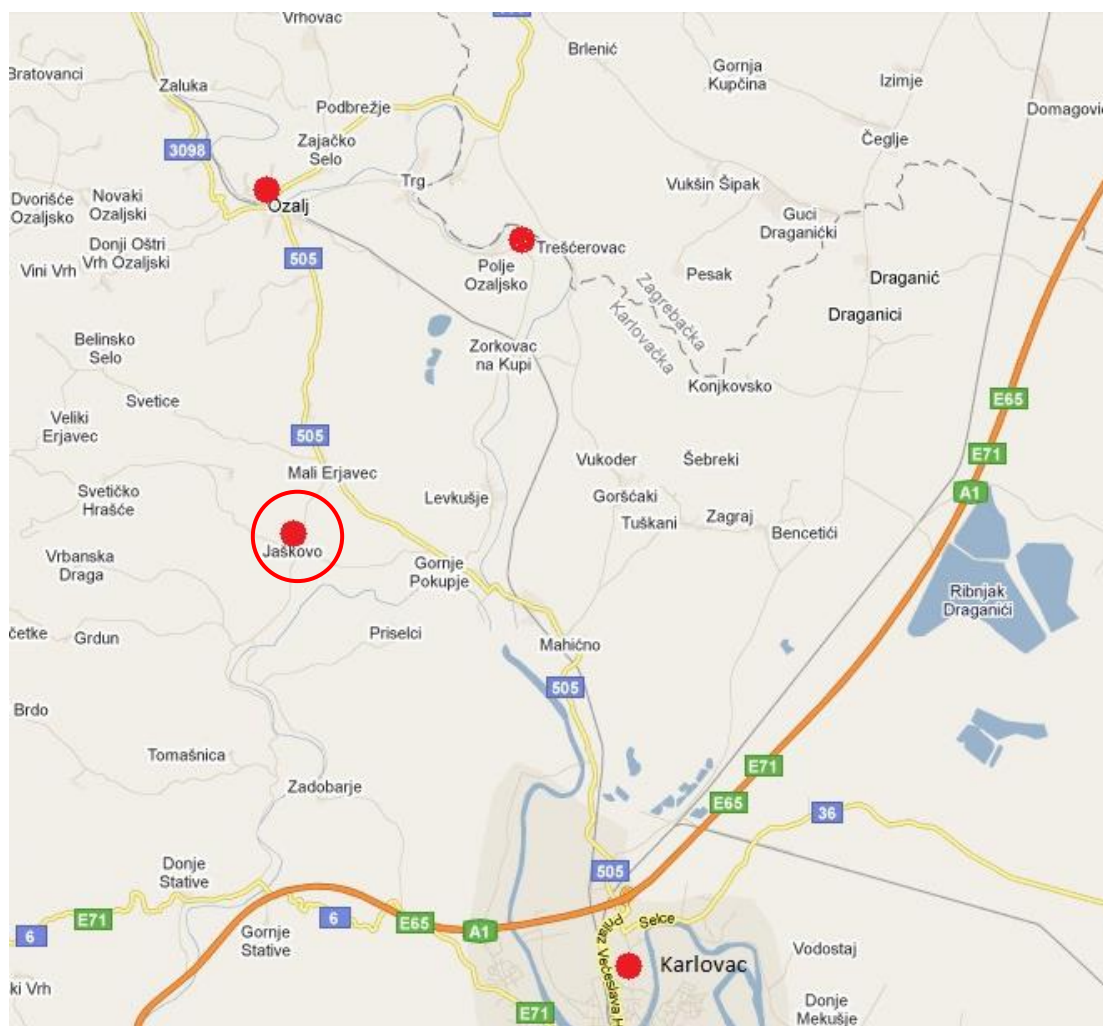 Vrhovac
Brlenić
Gornja
Kupčina
Bratovanci
Zaluka
Izimje
Domagović
Podbrežje
Zajačko
Selo
Čeglje
3098
Trg
Vukšin Šipak
Dvorišće
Ozaljsko
Novaki
Ozaljski
Ozalj
Guci
Draganićki
Donji Oštri
Vrh Ozaljski
Vini Vrh
505
Trešćerovac
Polje
Ozaljsko
Pesak
Draganić
Zagrebačka
Karlovačka
Draganici
Belinsko
Selo
Zorkovac
na Kupi
Konjkovsko
Svetice
E65
Veliki
Erjavec
505
E71
Mali Erjavec
Vukoder
Šebreki
Svetičko
Hrašće
Levkušje
Goršćaki
A1
Tuškani
Zagraj
Bencetići
Jaškovo
Vrbanska
Draga
Gornje
Pokupje
Ribnjak
Draganići
četke
Grdun
Priselci
Mahično
505
Brdo
Tomašnica
E71
Zadobarje
E65
36
Donje
Stative
505
E71
6
E65
A1
Prilaz Većeslava H
Selce
6
Gornje
Stative
Karlovac
Vodostaj
ki Vrh
E71
Donje
Mekušje